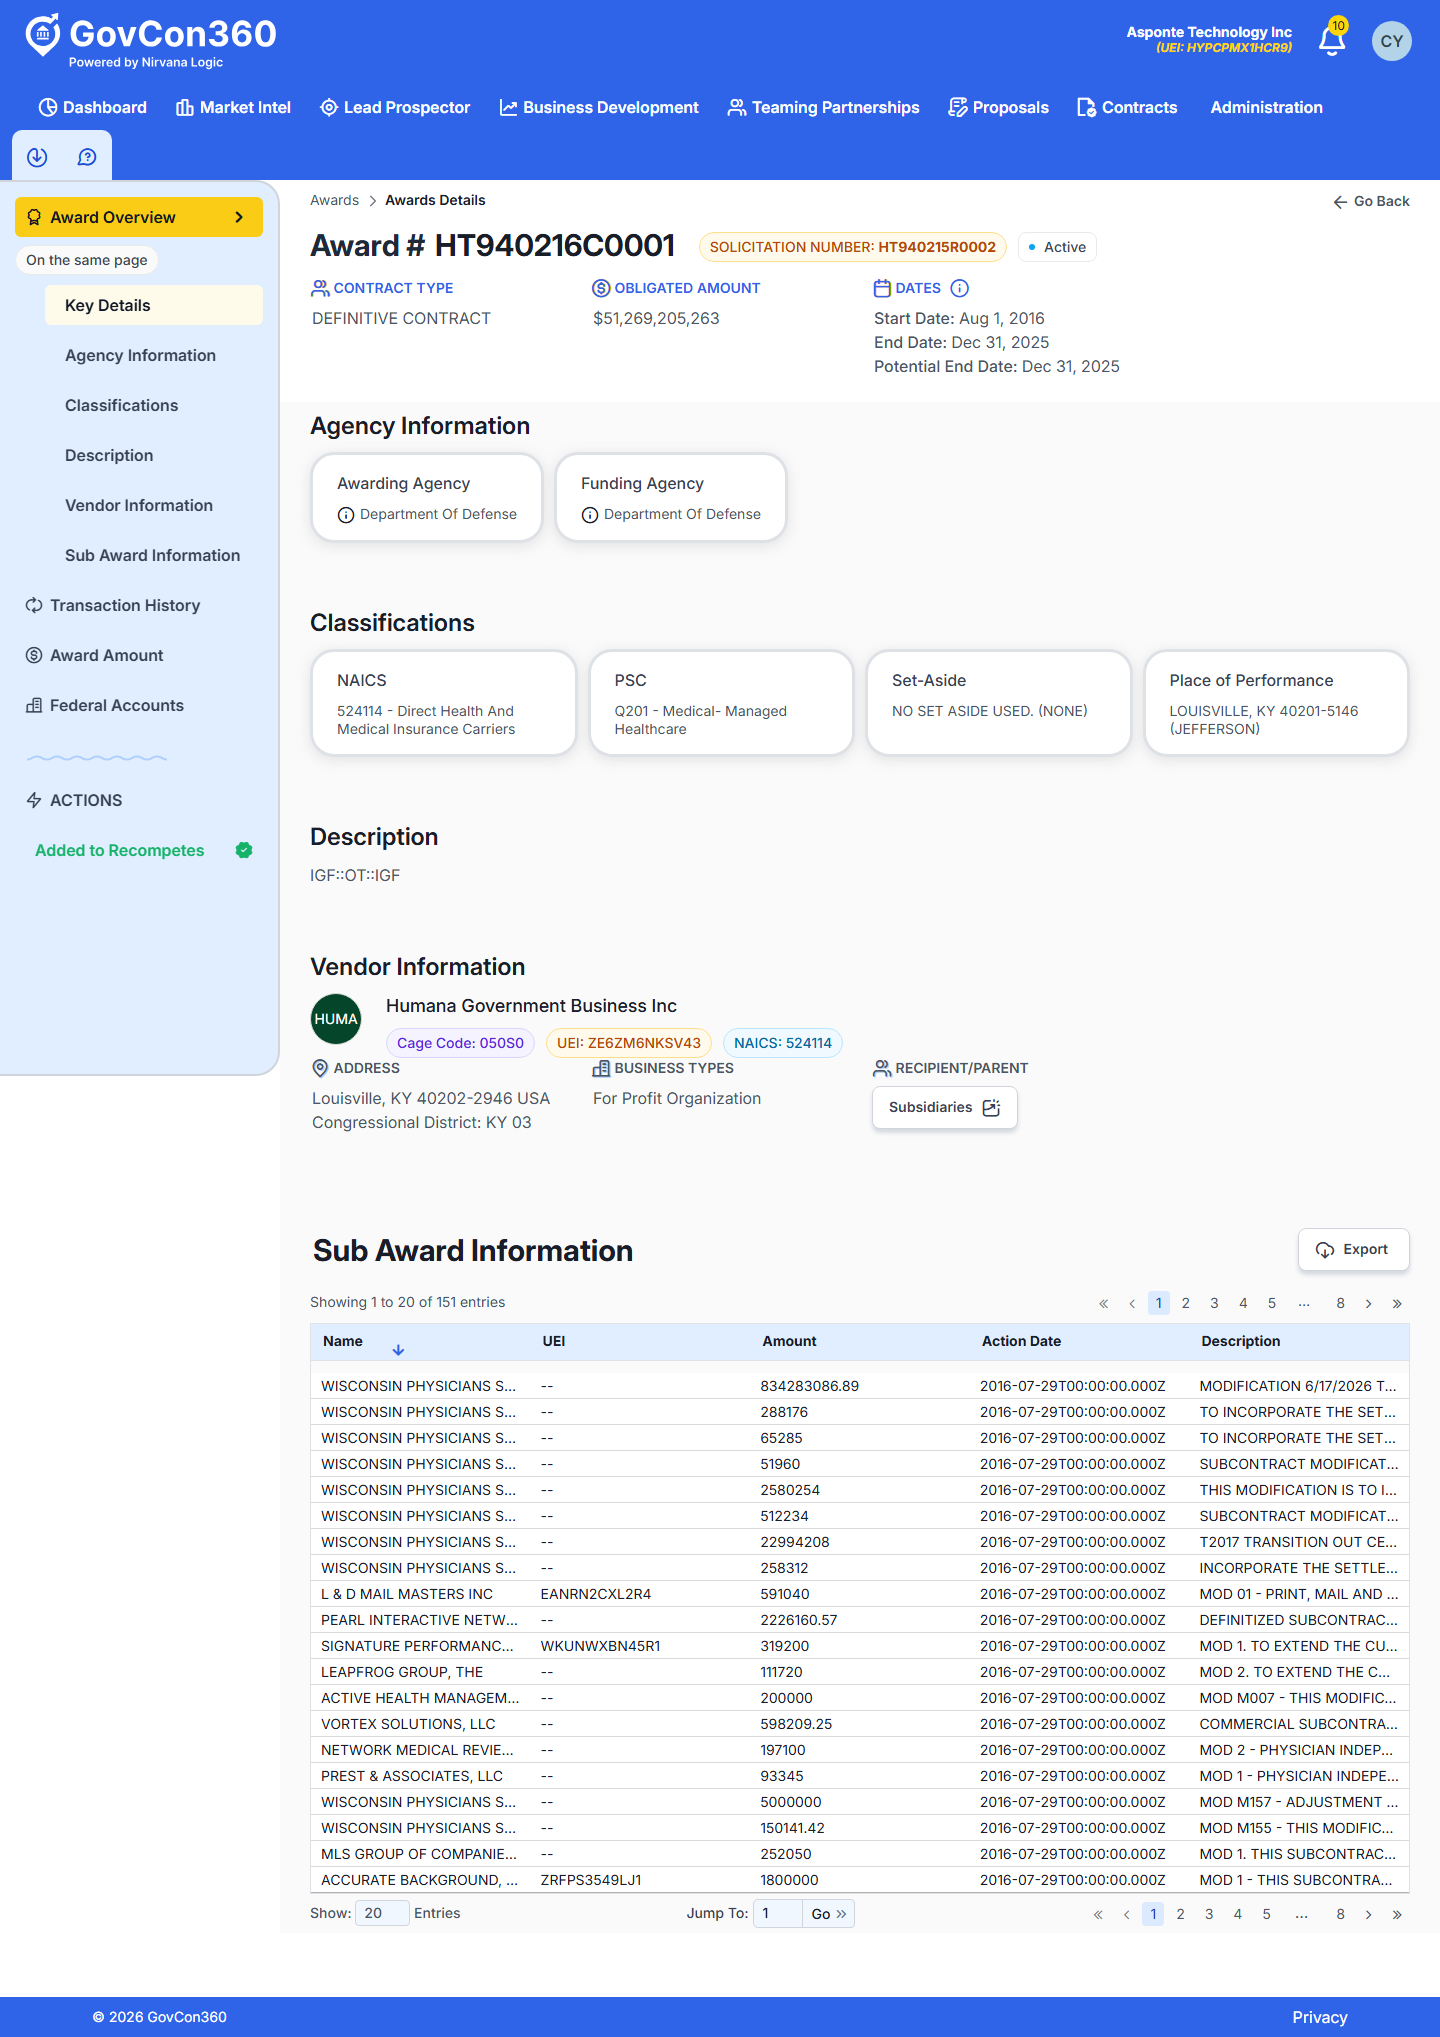 GovCon360
Powered by Nirvana Logic
Asponte Technology Inc
(UEI: HYPCPMX1HCR9)
10
CY
Dashboard
Market Intel
Lead Prospector
Business Development
Teaming Partnerships
Proposals
Contracts
Administration
Award Overview
On the same page
Key Details
Agency Information
Classifications
Description
Vendor Information
Sub Award Information
Transaction History
Award Amount
Federal Accounts
ACTIONS
Added to Recompetes
Awards > Awards Details
Go Back
Award # HT940216C0001
SOLICITATION NUMBER: HT940215R0002
Active
CONTRACT TYPE
DEFINITIVE CONTRACT
OBLIGATED AMOUNT
$51,269,205,263
DATES
Start Date: Aug 1, 2016
End Date: Dec 31, 2025
Potential End Date: Dec 31, 2025
Agency Information
Awarding Agency
Department Of Defense
Funding Agency
Department Of Defense
Classifications
NAICS
524114 - Direct Health And
Medical Insurance Carriers
PSC
Q201 - Medical- Managed
Healthcare
Set-Aside
NO SET ASIDE USED. (NONE)
Place of Performance
LOUISVILLE, KY 40201-5146
(JEFFERSON)
Description
IGF::OT::IGF
Vendor Information
HUMA
Humana Government Business Inc
Cage Code: 050S0
UEI: ZE6ZM6NKSV43
NAICS: 524114
ADDRESS
Louisville, KY 40202-2946 USA
Congressional District: KY 03
BUSINESS TYPES
For Profit Organization
RECIPIENT/PARENT
Subsidiaries
Sub Award Information
Export
Showing 1 to 20 of 151 entries
« ‹ 1 2 3 4 5 ... 8 › »
Name UEI Amount Action Date Description
WISCONSIN PHYSICIANS S... -- 834283086.89 2016-07-29T00:00:00.000Z MODIFICATION 6/17/2026 T...
WISCONSIN PHYSICIANS S... -- 288176 2016-07-29T00:00:00.000Z TO INCORPORATE THE SET...
WISCONSIN PHYSICIANS S... -- 65285 2016-07-29T00:00:00.000Z TO INCORPORATE THE SET...
WISCONSIN PHYSICIANS S... -- 51960 2016-07-29T00:00:00.000Z SUBCONTRACT MODIFICAT...
WISCONSIN PHYSICIANS S... -- 2580254 2016-07-29T00:00:00.000Z THIS MODIFICATION IS TO I...
WISCONSIN PHYSICIANS S... -- 512234 2016-07-29T00:00:00.000Z SUBCONTRACT MODIFICAT...
WISCONSIN PHYSICIANS S... -- 22994208 2016-07-29T00:00:00.000Z T2017 TRANSITION OUT CE...
WISCONSIN PHYSICIANS S... -- 258312 2016-07-29T00:00:00.000Z INCORPORATE THE SETTLE...
L & D MAIL MASTERS INC EANRN2CXL2R4 591040 2016-07-29T00:00:00.000Z MOD 01 - PRINT, MAIL AND ...
PEARL INTERACTIVE NETW... -- 2226160.57 2016-07-29T00:00:00.000Z DEFINITIZED SUBCONTRAC...
SIGNATURE PERFORMANC... WKUNWXBN45R1 319200 2016-07-29T00:00:00.000Z MOD 1. TO EXTEND THE CU...
LEAPFROG GROUP, THE -- 111720 2016-07-29T00:00:00.000Z MOD 2. TO EXTEND THE C...
ACTIVE HEALTH MANAGEM... -- 200000 2016-07-29T00:00:00.000Z MOD M007 - THIS MODIFIC...
VORTEX SOLUTIONS, LLC -- 598209.25 2016-07-29T00:00:00.000Z COMMERCIAL SUBCONTRA...
NETWORK MEDICAL REVIE... -- 197100 2016-07-29T00:00:00.000Z MOD 2 - PHYSICIAN INDEP...
PREST & ASSOCIATES, LLC -- 93345 2016-07-29T00:00:00.000Z MOD 1 - PHYSICIAN INDEPE...
WISCONSIN PHYSICIANS S... -- 5000000 2016-07-29T00:00:00.000Z MOD M157 - ADJUSTMENT ...
WISCONSIN PHYSICIANS S... -- 150141.42 2016-07-29T00:00:00.000Z MOD M155 - THIS MODIFIC...
MLS GROUP OF COMPANIE... -- 252050 2016-07-29T00:00:00.000Z MOD 1. THIS SUBCONTRAC...
ACCURATE BACKGROUND, ... ZRFPS3549LJ1 1800000 2016-07-29T00:00:00.000Z MOD 1 - THIS SUBCONTRA...
Show: 20 Entries
Jump To: 1 Go »
« ‹ 1 2 3 4 5 ... 8 › »
© 2026 GovCon360
Privacy